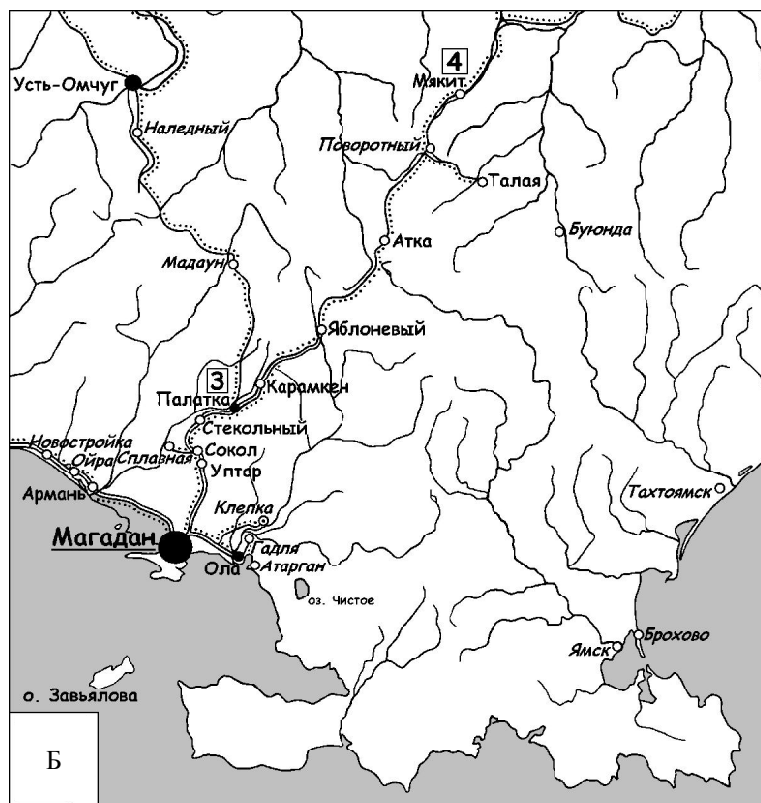 4
Мякит
Усть-Омчуг
Наледный
Поворотный
Талая
Буюнда
Атка
Мадаун
Яблоневый
3
Карамкен
Палатка
Стекольный
Новостройка
Сплазная
Сокол
Ойра
Уптар
Тахтоямск
Армань
Клепка
Магадан
Гадля
Ола
Атарган
оз. Чистое
Брохово
Ямск
о. Завьялова
Б